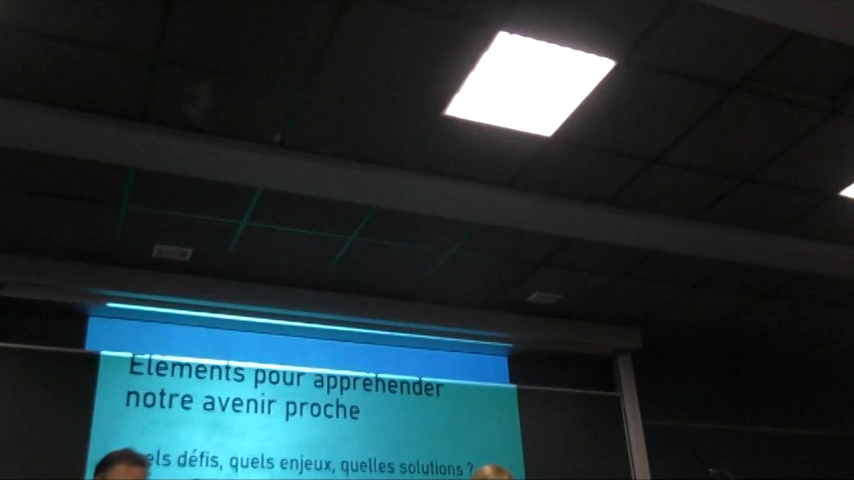 Eléments pour appréhender
notre avenir proche
défis, quels enjeux, quelles solutions ?